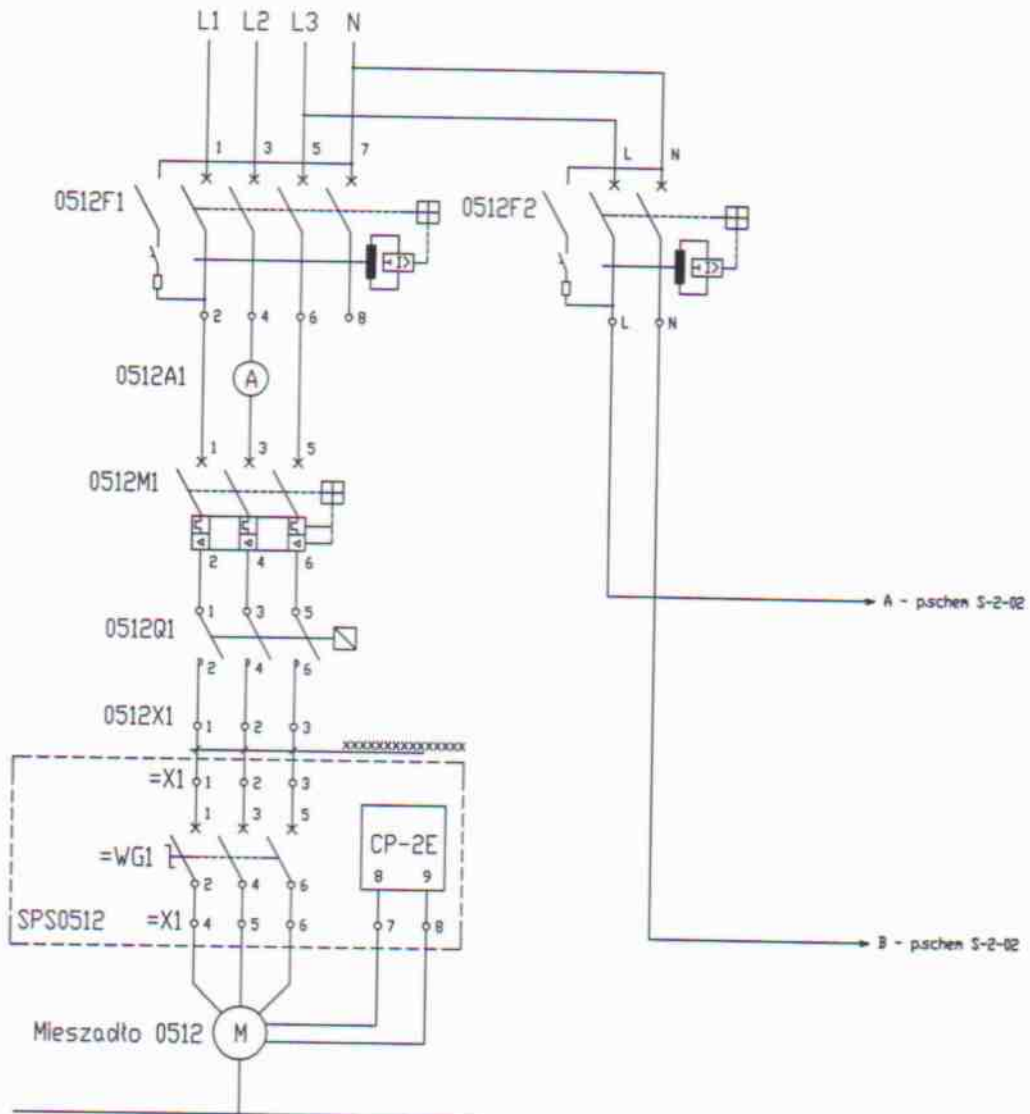 L1 L2 L3 N
1 3 5 7
L N
0512F1
0512F2
I>
I>
2 4 6 8
L N
0512A1
A
1 3 5
0512M1
2 4 6
1 3 5
0512Q1
A - p.schem S-2-02
2 4 6
0512X1
1 2 3
xxxxxxxxxxxxxxx
=X1 1 2 3
1 3 5
CP-2E
=WG1
8 9
2 4 6
SPS0512 =X1 4 5 6 7 8
B - p.schem S-2-02
Mieszadło 0512 M